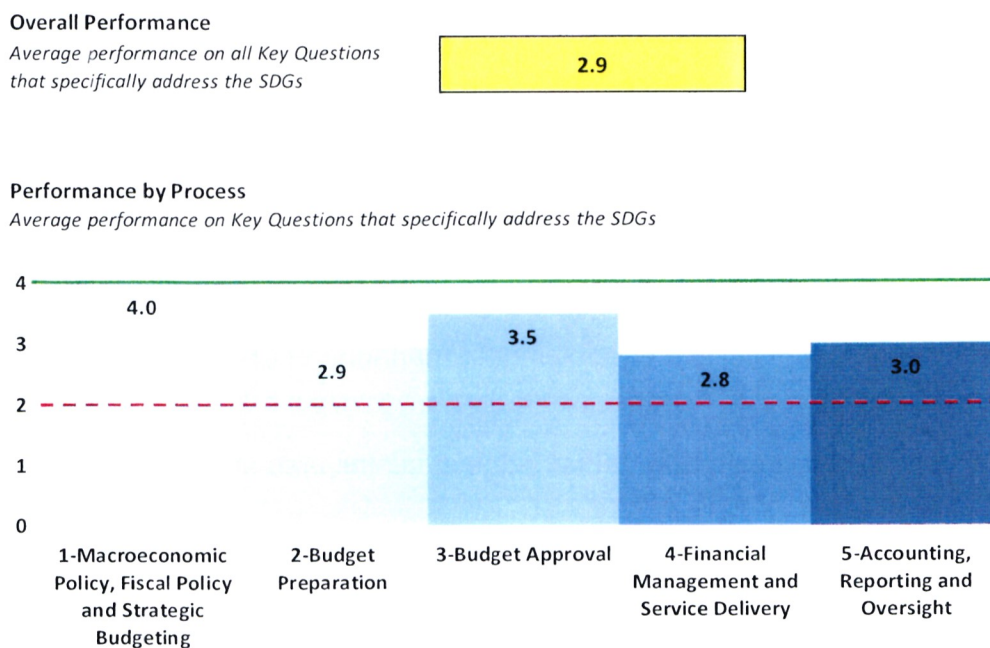 Overall Performance
Average performance on all Key Questions
that specifically address the SDGs
2.9
Performance by Process
Average performance on Key Questions that specifically address the SDGs
4
4.0
3
3.5
2.9
2.8
3.0
2
1
0
1-Macroeconomic
Policy, Fiscal Policy
and Strategic
Budgeting
2-Budget
Preparation
3-Budget Approval
4-Financial
Management and
Service Delivery
5-Accounting,
Reporting and
Oversight